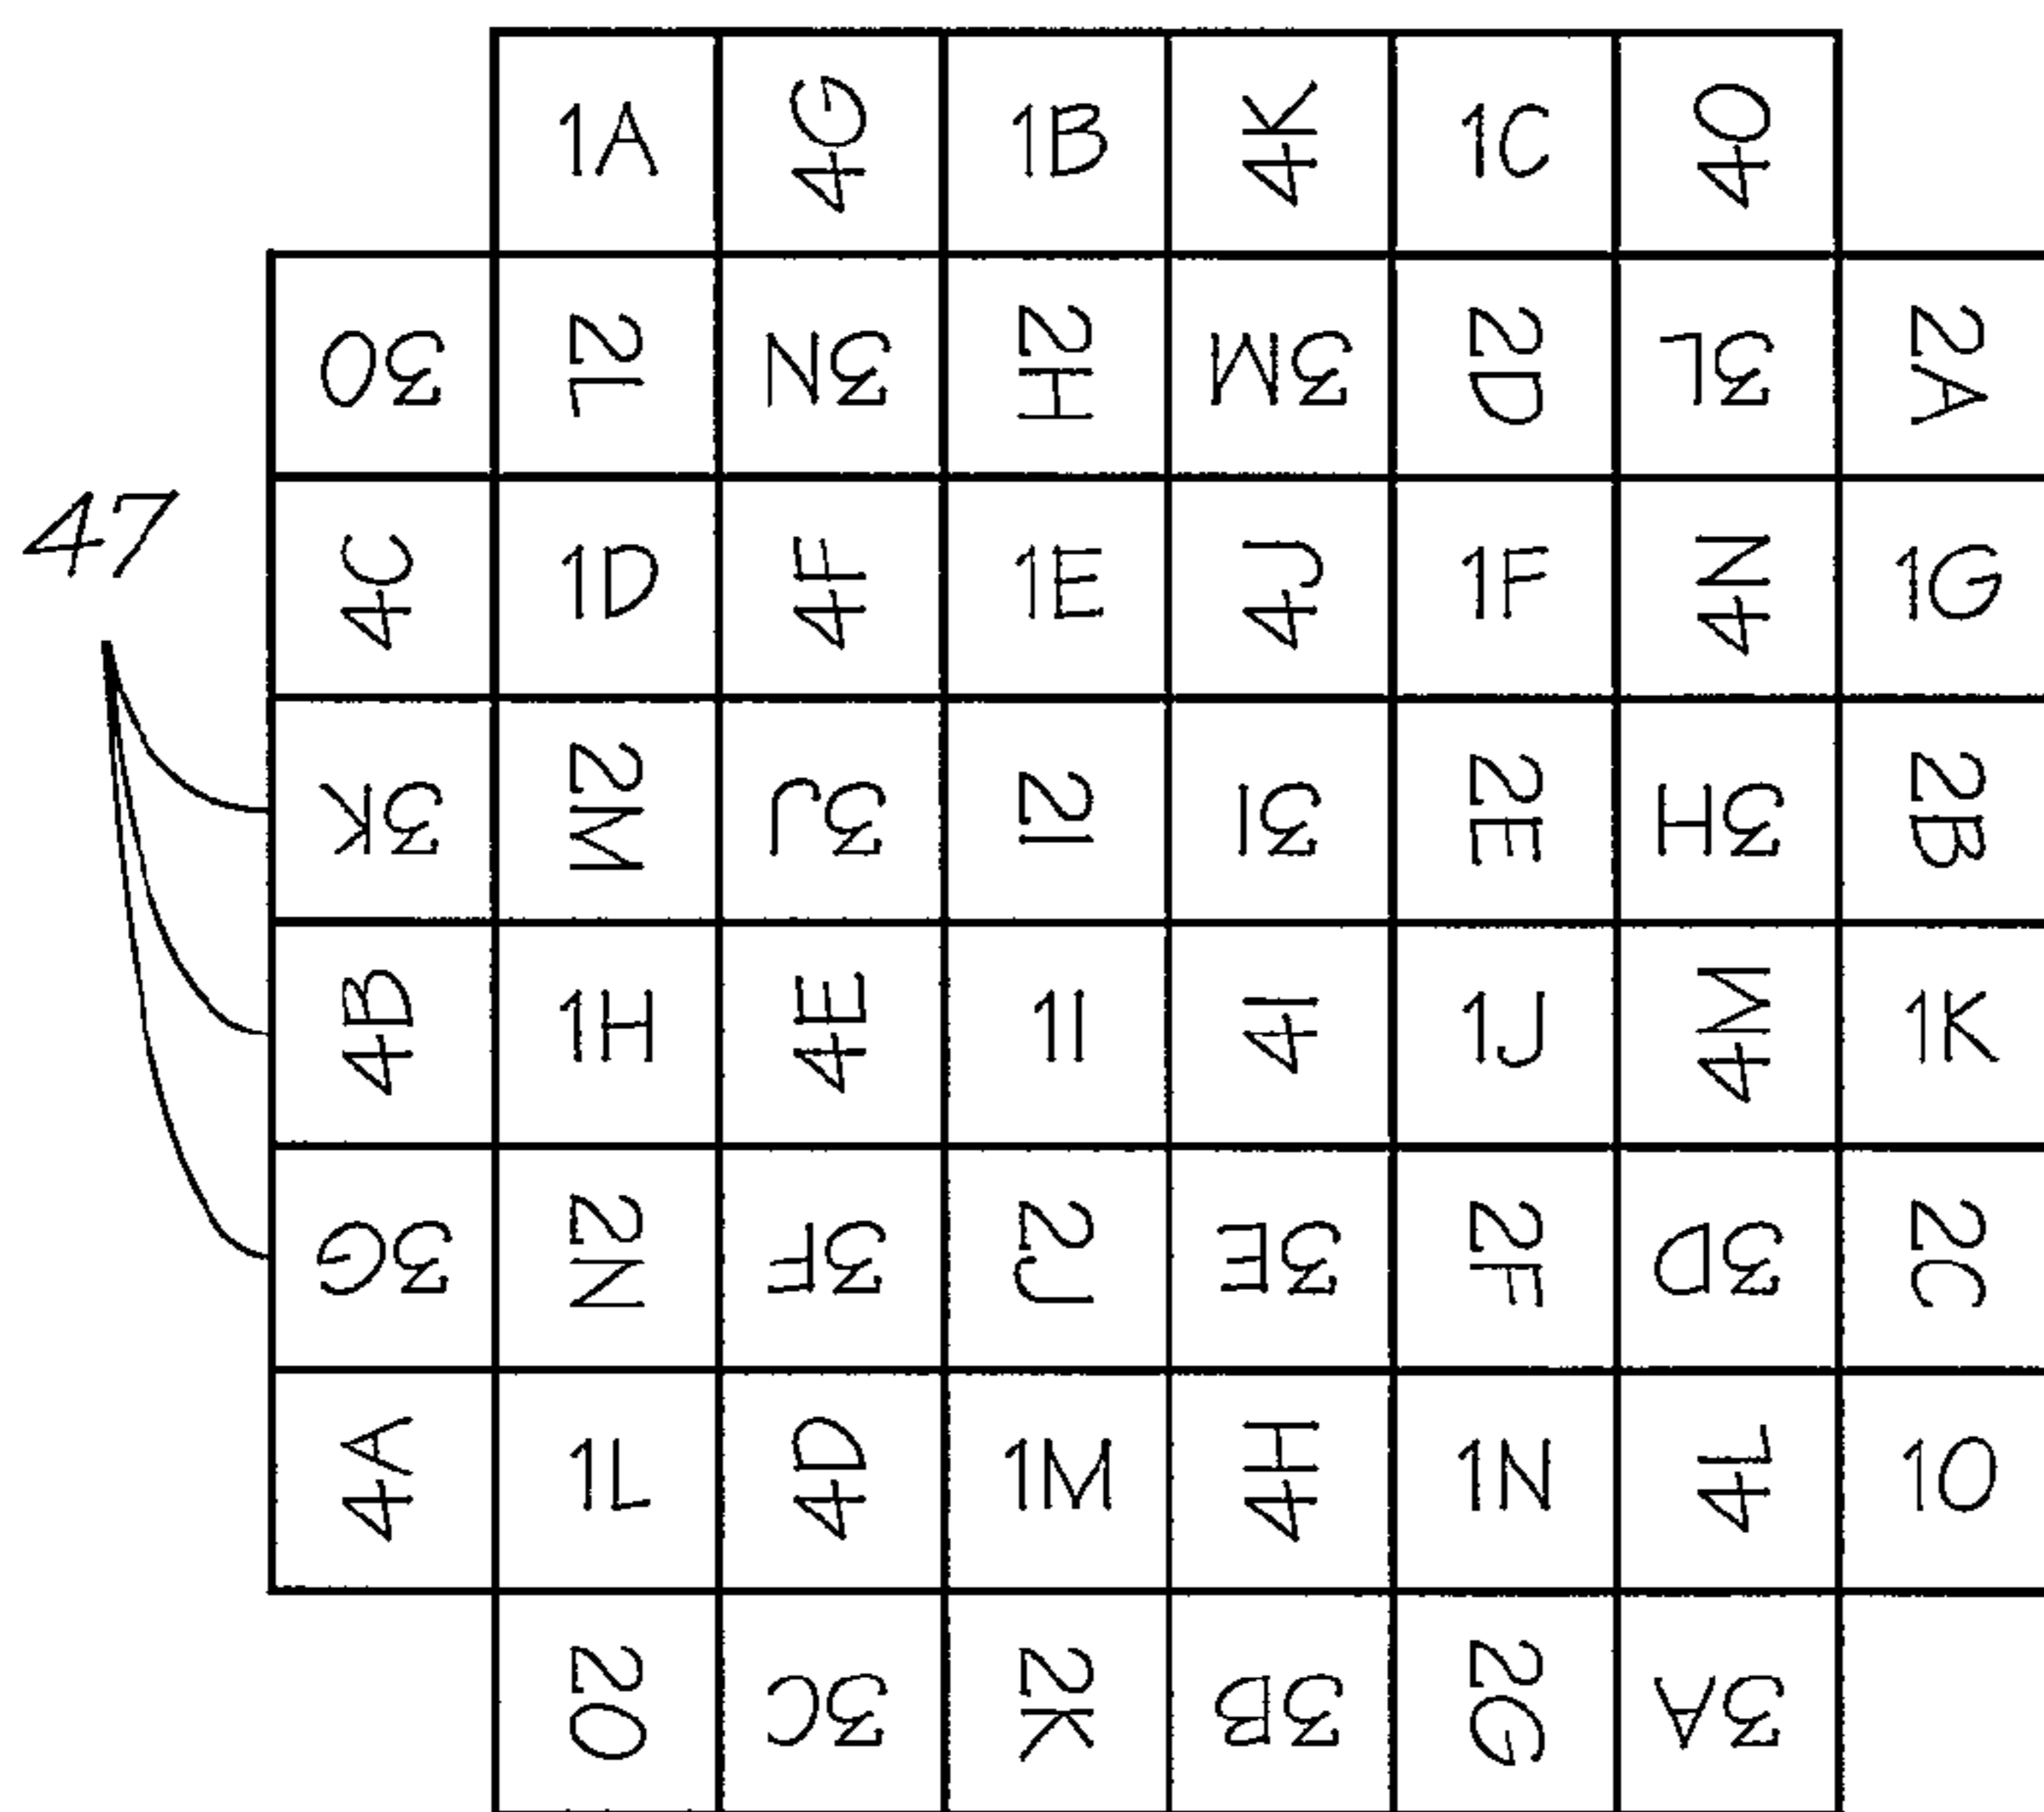 1A 4G 1B 4K 1C 4O
3O 2L 3N 2H 3M 2D 3L 2A
47
4C 1D 4F 1E 4J 1F 4N 1G
3K 2M 3J 2I 3I 2E 3H 2B
4B 1H 4E 1I 4I 1J 4M 1K
3G 2N 3F 2J 3E 2F 3D 2C
4A 1L 4D 1M 4H 1N 4L 1O
2O 3C 2K 3B 2G 3A